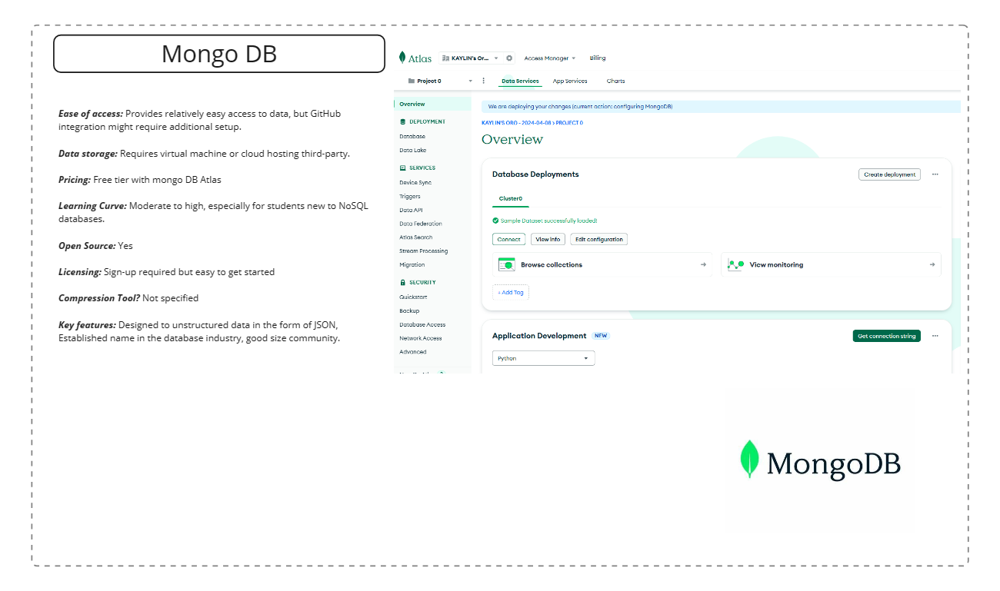 Mongo DB
Ease of access: Provides relatively easy access to data, but GitHub
integration might require additional setup.
Data storage: Requires virtual machine or cloud hosting third-party.
Pricing: Free tier with mongo DB Atlas
Learning Curve: Moderate to high, especially for students new to NoSQL
databases.
Open Source: Yes
Licensing: Sign-up required but easy to get started
Compression Tool? Not specified
Key features: Designed to unstructured data in the form of JSON,
Established name in the database industry, good size community.
Atlas KAYLIN's Or... Access Manager Billing
Project 0 Data Services App Services Charts
Overview
DEPLOYMENT
Database
Data Lake
SERVICES
Device Sync
Triggers
Data API
Data Federation
Atlas Search
Stream Processing
Migration
SECURITY
Quickstart
Backup
Database Access
Network Access
Advanced
We are deploying your changes (current action: configuring MongoDB)
KAYLIN'S ORG - 2024-04-08 > PROJECT 0
Overview
Database Deployments Create deployment ...
Cluster0
Sample Dataset successfully loaded!
Connect View Info Edit configuration
Browse collections View monitoring
+ Add Tag
Application Development NEW Get connection string ...
Python
MongoDB